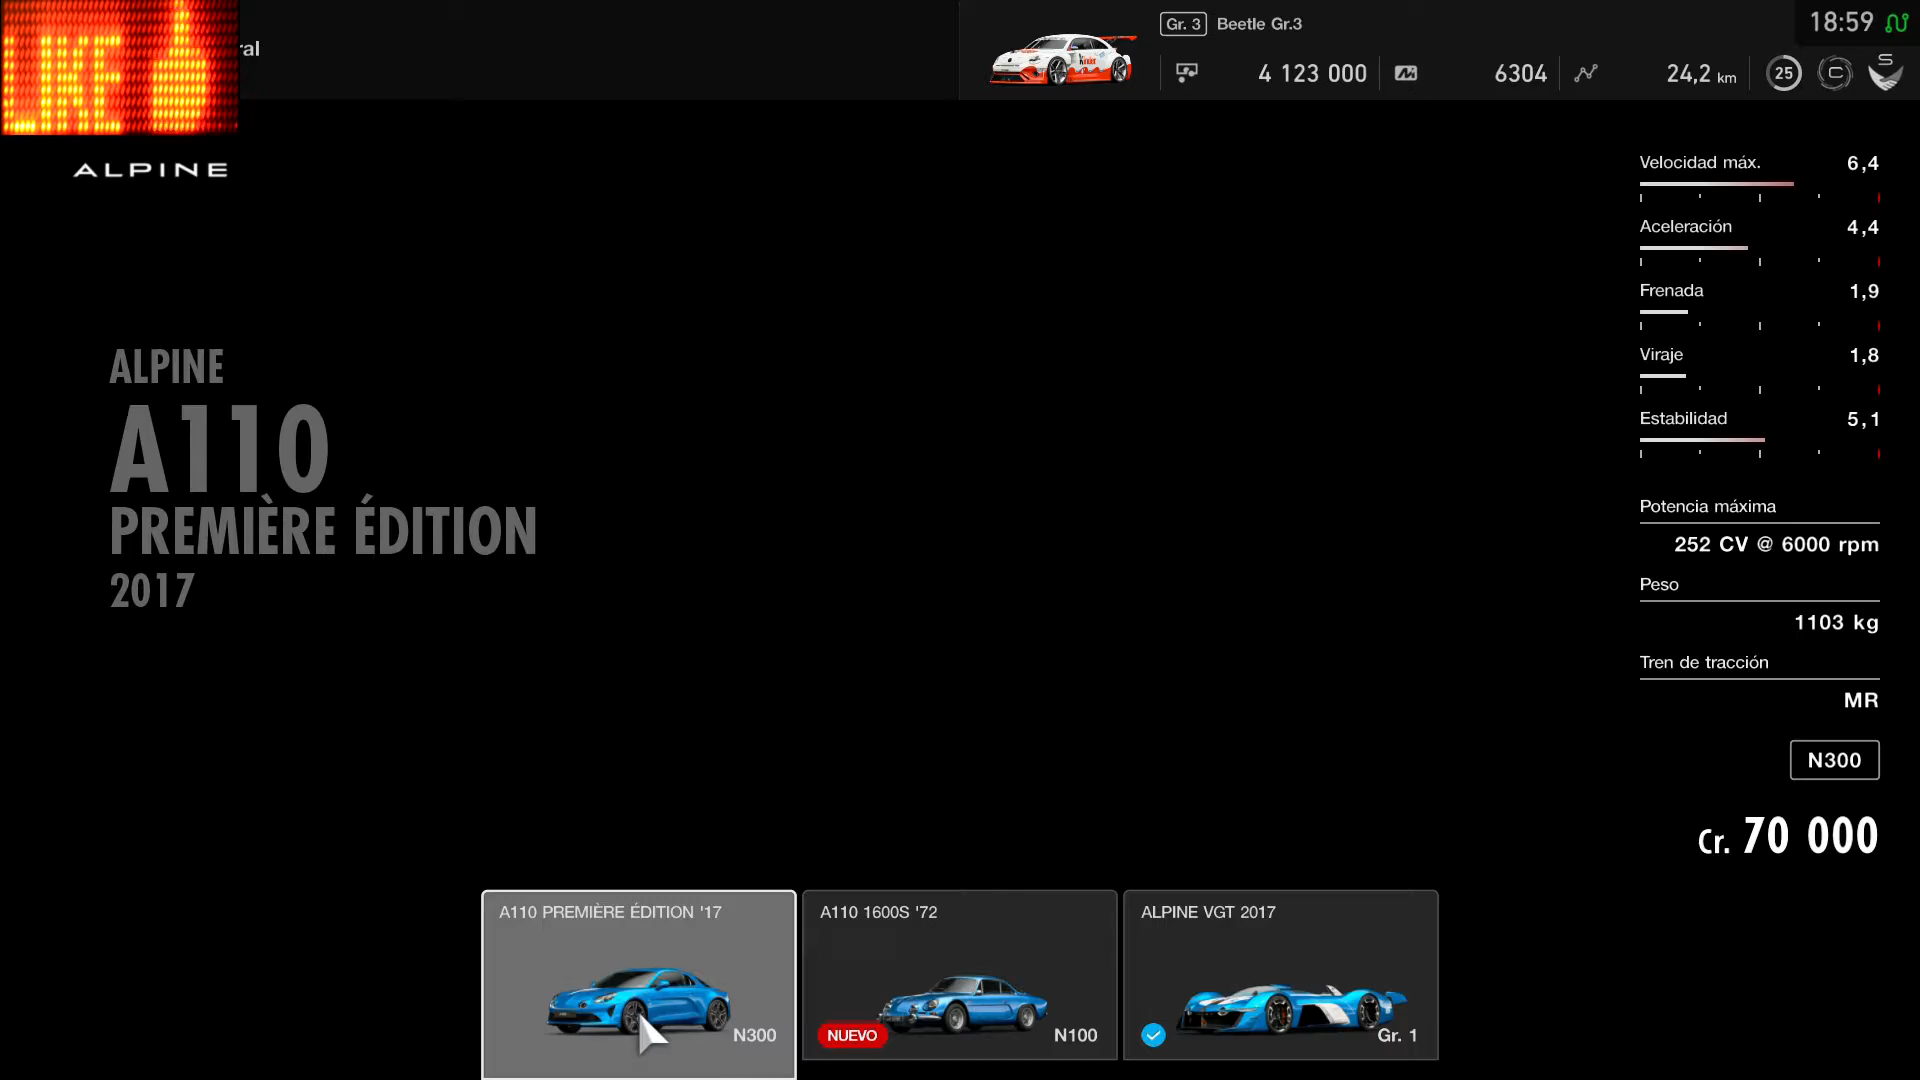 LIKE
ral
Gr. 3 Beetle Gr.3
4 123 000
6304
24,2 km
25
C
S
18:59
ALPINE
ALPINE
A110
PREMIÈRE ÉDITION
2017
Velocidad máx. 6,4
Aceleración 4,4
Frenada 1,9
Viraje 1,8
Estabilidad 5,1
Potencia máxima
252 CV @ 6000 rpm
Peso
1103 kg
Tren de tracción
MR
N300
Cr. 70 000
A110 PREMIÈRE ÉDITION '17
N300
A110 1600S '72
NUEVO
N100
ALPINE VGT 2017
Gr. 1